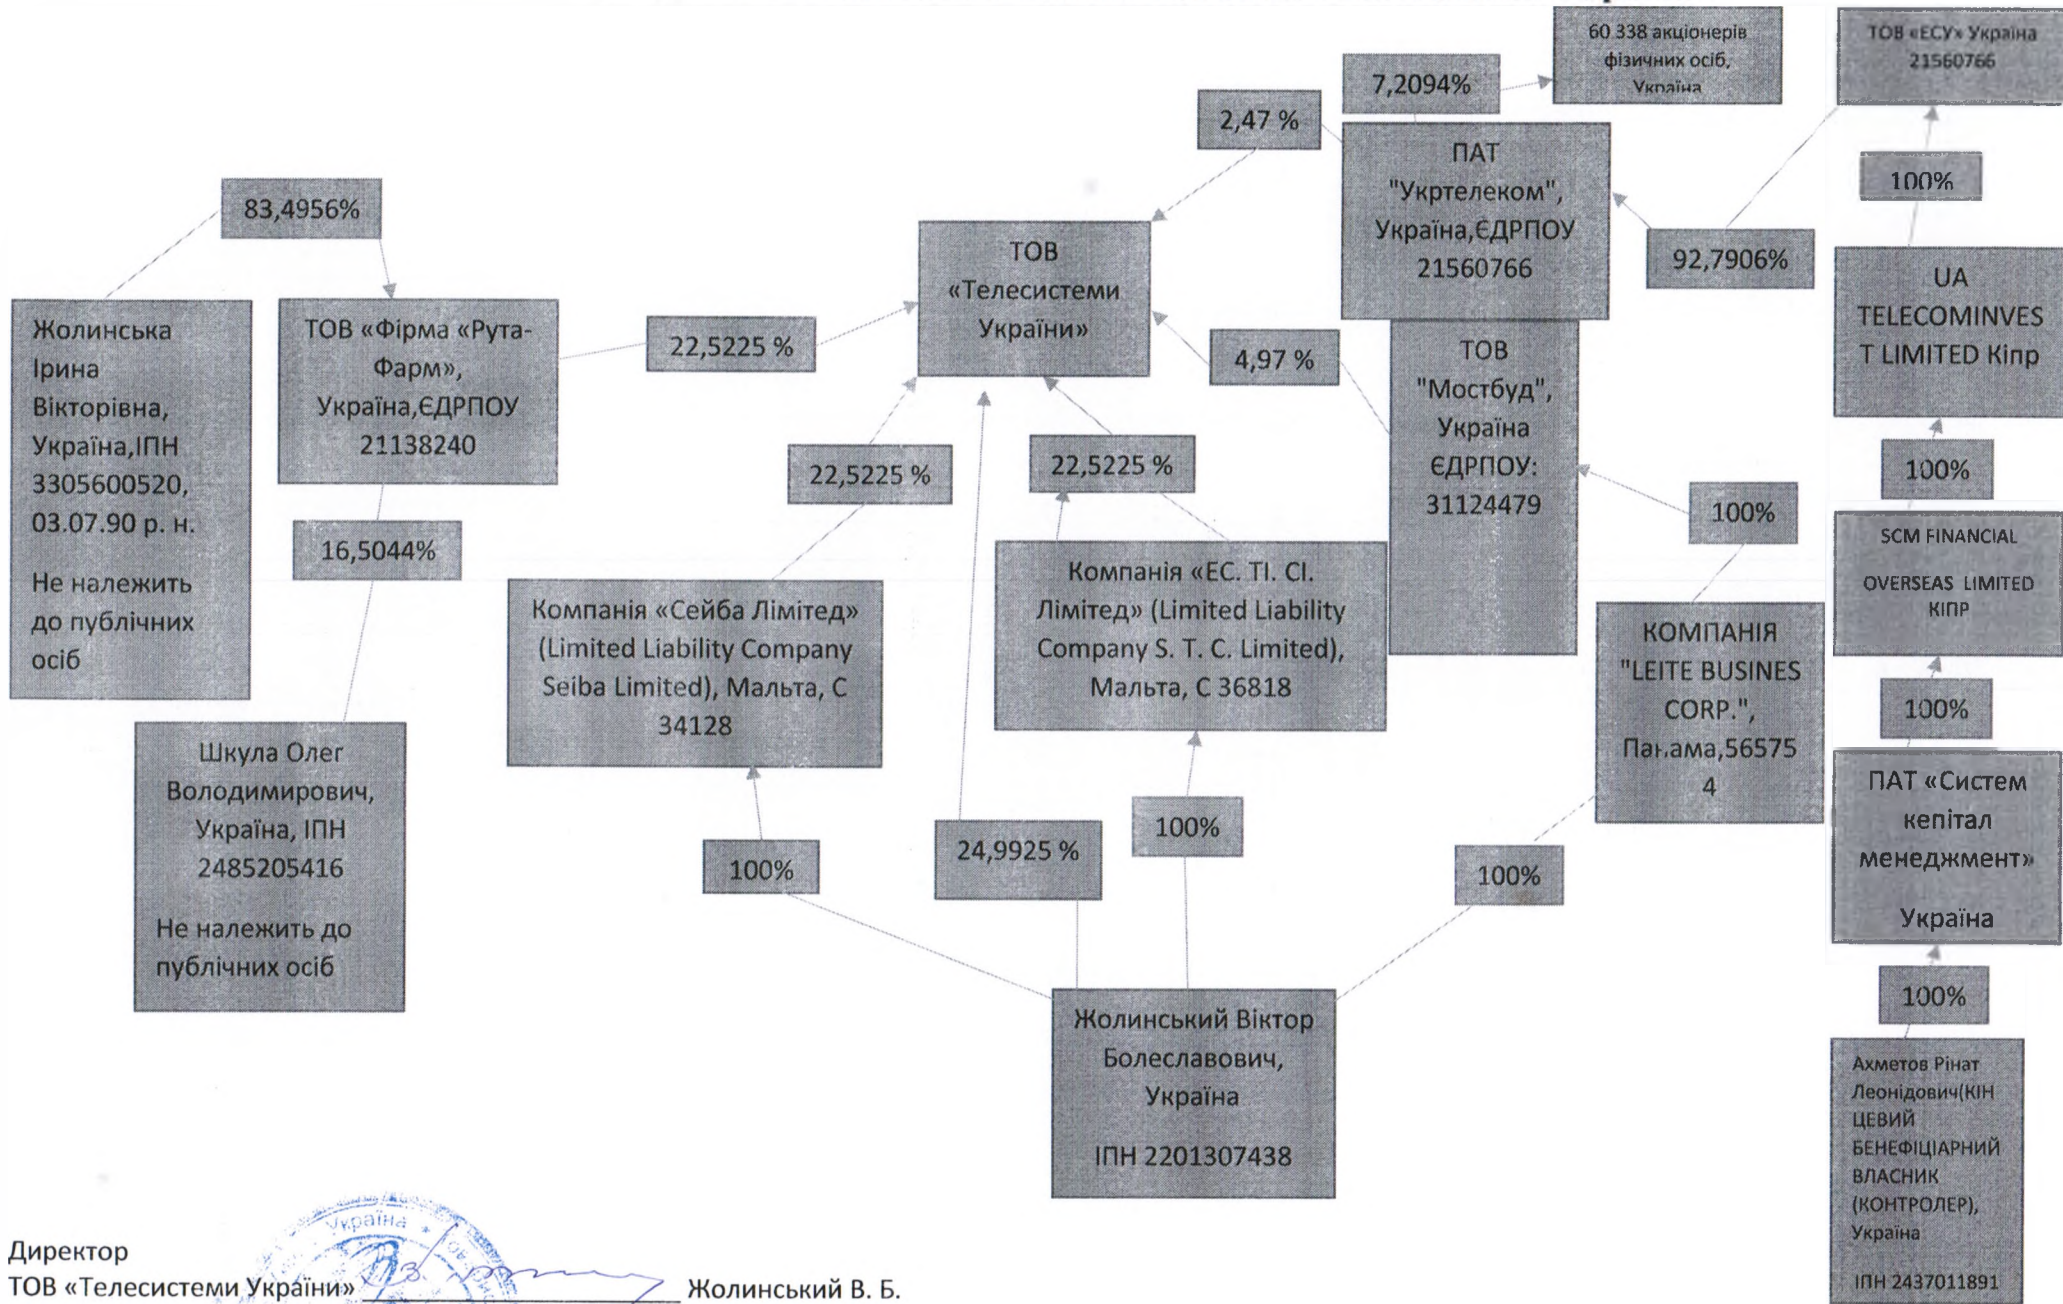 60 338 акціонерів
фізичних осіб,
Україна
ТОВ «ЕСУ» Україна
21560766
7,2094%
2,47 %
ПАТ
"Укртелеком",
Україна,ЄДРПОУ
21560766
100%
83,4956%
92,7906%
ТОВ
«Телесистеми
України»
UA
TELECOMINVES
T LIMITED Кіпр
Жолинська
Ірина
Вікторівна,
Україна,ІПН
3305600520,
03.07.90 р. н.
Не належить
до публічних
осіб
ТОВ «Фірма «Рута-
Фарм»,
Україна,ЄДРПОУ
21138240
22,5225 %
4,97 %
ТОВ
"Мостбуд",
Україна
ЄДРПОУ:
31124479
22,5225 %
22,5225 %
100%
100%
16,5044%
SCM FINANCIAL
OVERSEAS LIMITED
КІПР
Компанія «Сейба Лімітед»
(Limited Liability Company
Seiba Limited), Мальта, С
34128
Компанія «ЕС. ТІ. СІ.
Лімітед» (Limited Liability
Company S. T. C. Limited),
Мальта, С 36818
КОМПАНІЯ
"LEITE BUSINES
CORP.",
Панама,56575
4
100%
Шкула Олег
Володимирович,
Україна, ІПН
2485205416
Не належить до
публічних осіб
ПАТ «Систем
кепітал
менеджмент»
Україна
100%
24,9925 %
100%
100%
100%
Жолинський Віктор
Болеславович,
Україна
ІПН 2201307438
Ахметов Рінат
Леонідович(КІН
ЦЕВИЙ
БЕНЕФІЦІАРНИЙ
ВЛАСНИК
(КОНТРОЛЕР),
Україна
ІПН 2437011891
Україна
Директор
ТОВ «Телесистеми України» Жолинський В. Б.